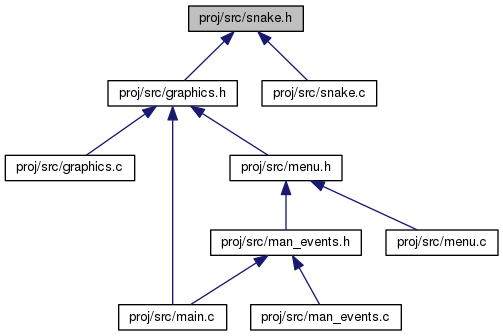 proj/src/snake.h
proj/src/graphics.h
proj/src/snake.c
proj/src/graphics.c
proj/src/menu.h
proj/src/man_events.h
proj/src/menu.c
proj/src/main.c
proj/src/man_events.c